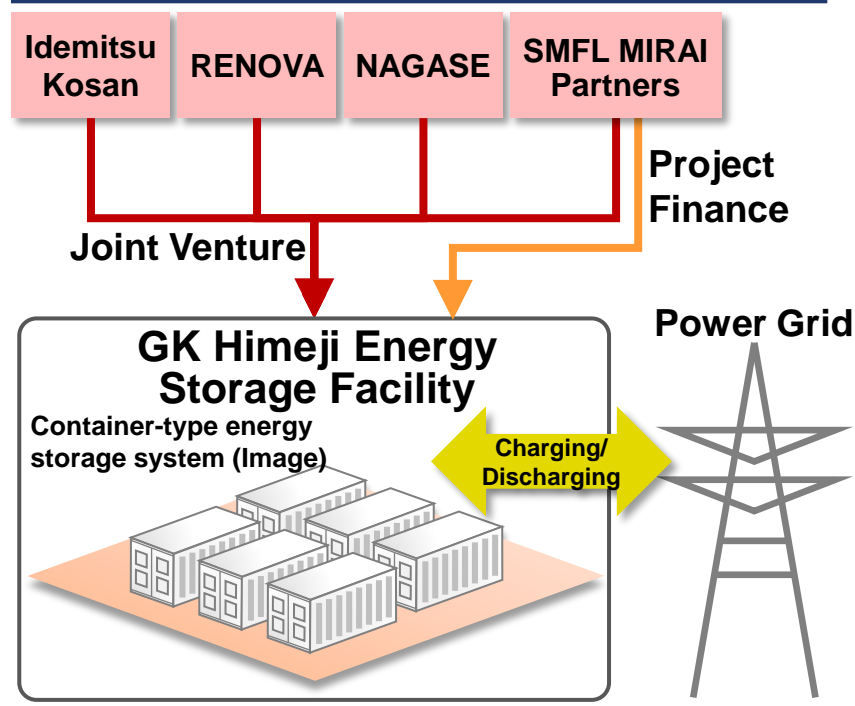 Idemitsu
Kosan
RENOVA
NAGASE
SMFL MIRAI
Partners
Project
Finance
Joint Venture
GK Himeji Energy
Storage Facility
Power Grid
Container-type energy
storage system (Image)
Charging/
Discharging